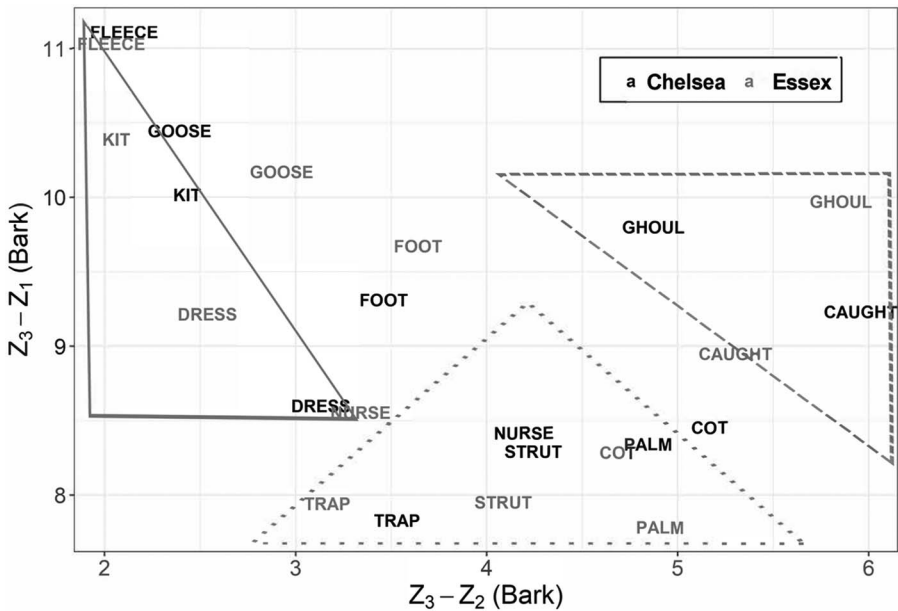 11
FLEECE
FLEECE
a Chelsea a Essex
GOOSE
KIT
GOOSE
10
KIT
GHOUL
GHOUL
FOOT
FOOT
DRESS
CAUGHT
9
CAUGHT
DRESS
NURSE
NURSE
COT
STRUT
COT
PALM
8
TRAP
STRUT
TRAP
PALM
2 3 4 5 6
Z3 – Z2 (Bark)
Z3 – Z1 (Bark)